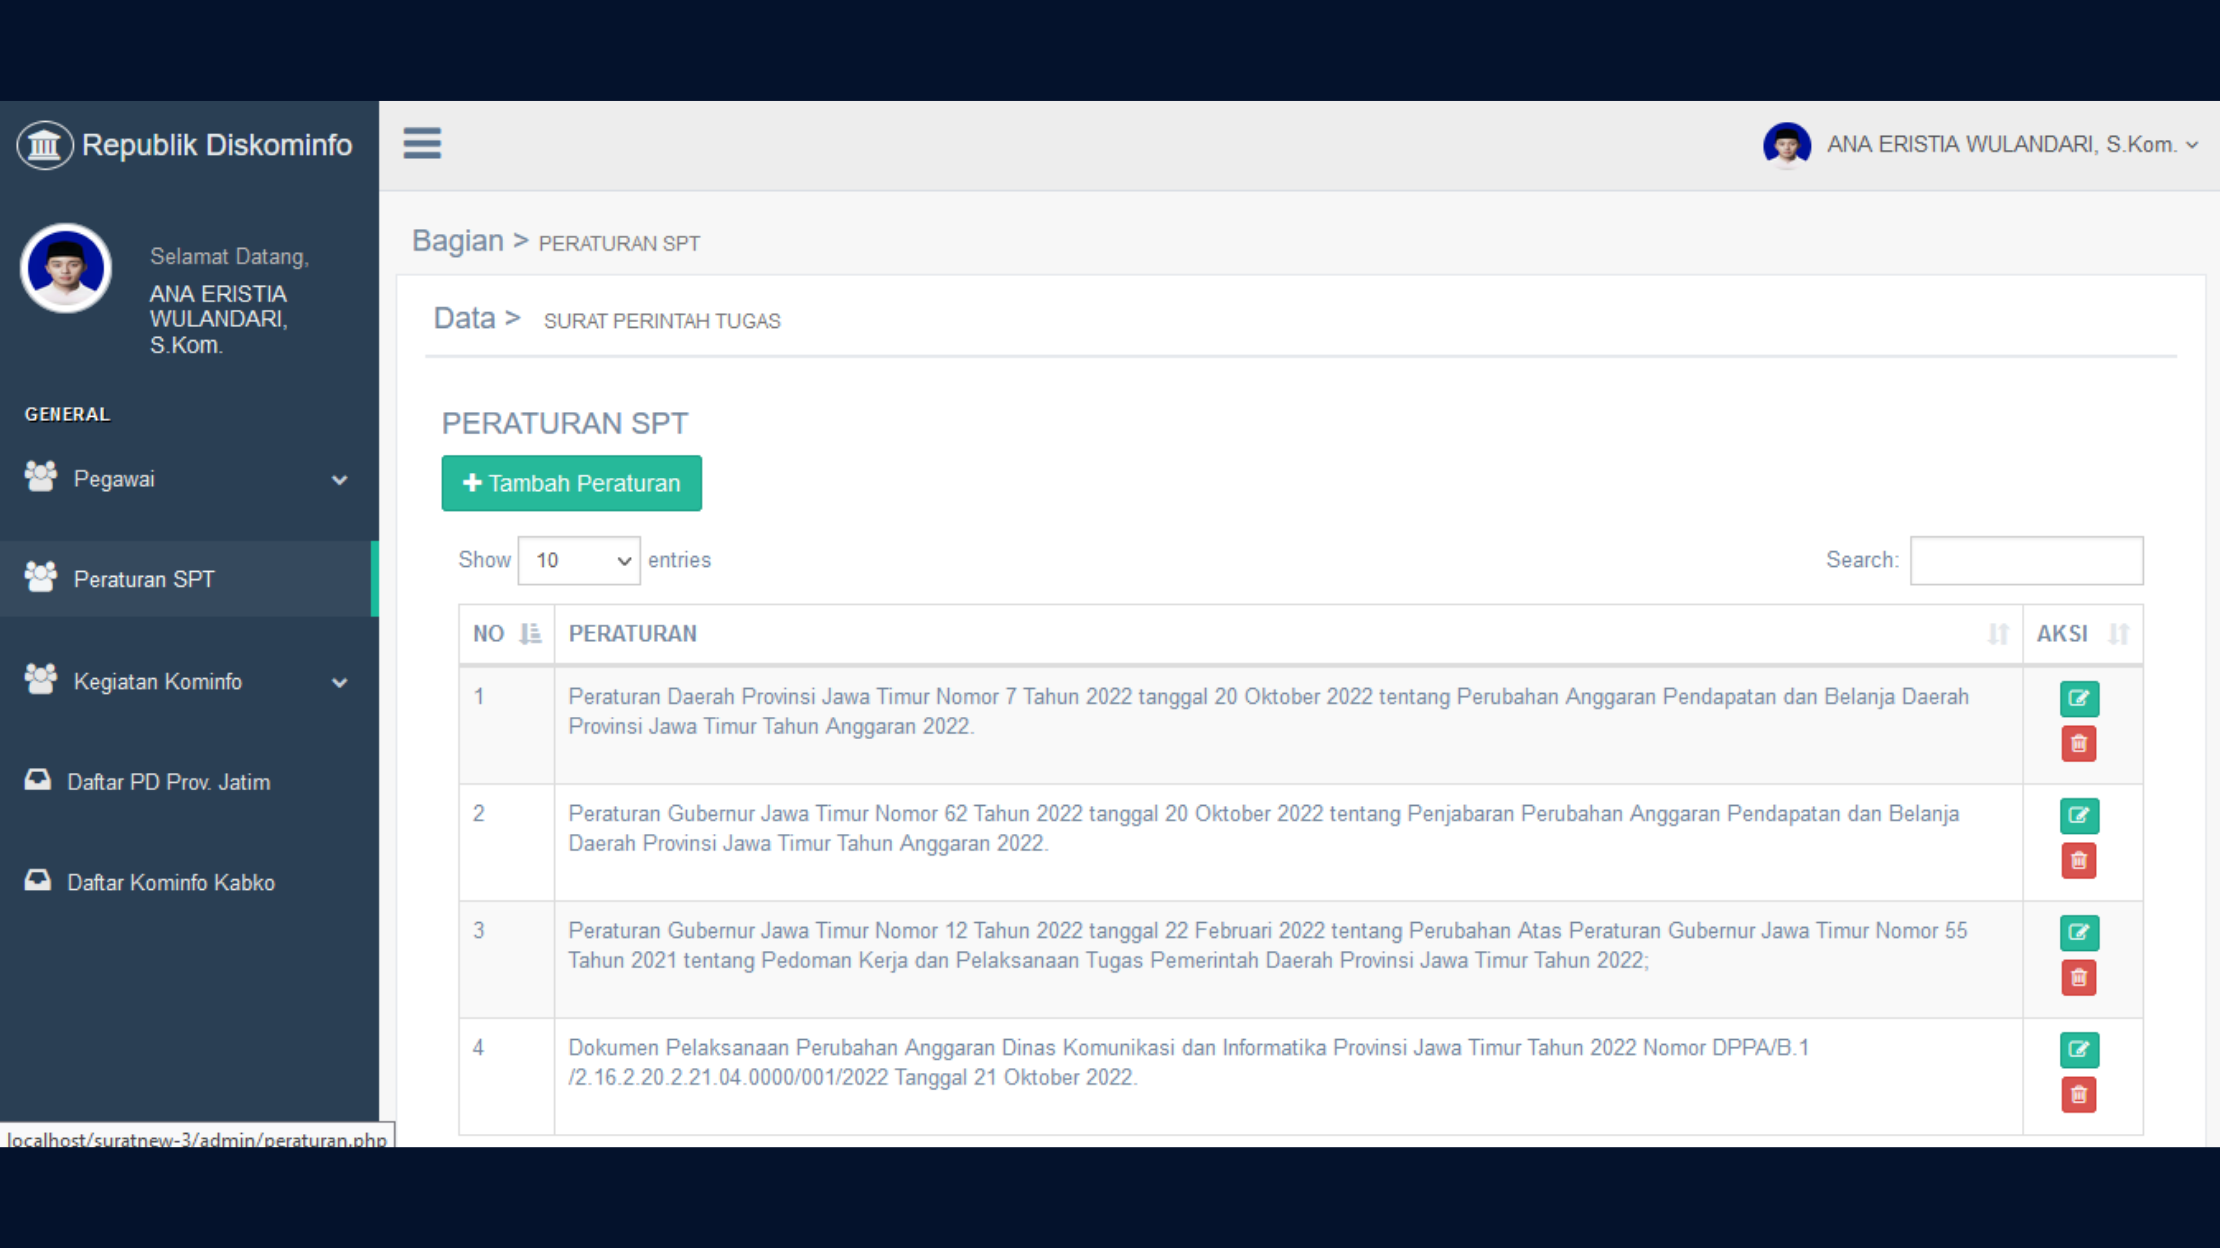 Republik Diskominfo
ANA ERISTIA WULANDARI, S.Kom.
Selamat Datang,
ANA ERISTIA
WULANDARI,
S.Kom.
GENERAL
Pegawai
Peraturan SPT
Kegiatan Kominfo
Daftar PD Prov. Jatim
Daftar Kominfo Kabko
localhost/suratnew-3/admin/peraturan.php
Bagian > PERATURAN SPT
Data > SURAT PERINTAH TUGAS
PERATURAN SPT
Tambah Peraturan
Show 10 entries
Search:
NO PERATURAN AKSI
1 Peraturan Daerah Provinsi Jawa Timur Nomor 7 Tahun 2022 tanggal 20 Oktober 2022 tentang Perubahan Anggaran Pendapatan dan Belanja Daerah
Provinsi Jawa Timur Tahun Anggaran 2022.
2 Peraturan Gubernur Jawa Timur Nomor 62 Tahun 2022 tanggal 20 Oktober 2022 tentang Penjabaran Perubahan Anggaran Pendapatan dan Belanja
Daerah Provinsi Jawa Timur Tahun Anggaran 2022.
3 Peraturan Gubernur Jawa Timur Nomor 12 Tahun 2022 tanggal 22 Februari 2022 tentang Perubahan Atas Peraturan Gubernur Jawa Timur Nomor 55
Tahun 2021 tentang Pedoman Kerja dan Pelaksanaan Tugas Pemerintah Daerah Provinsi Jawa Timur Tahun 2022;
4 Dokumen Pelaksanaan Perubahan Anggaran Dinas Komunikasi dan Informatika Provinsi Jawa Timur Tahun 2022 Nomor DPPA/B.1
/2.16.2.20.2.21.04.0000/001/2022 Tanggal 21 Oktober 2022.